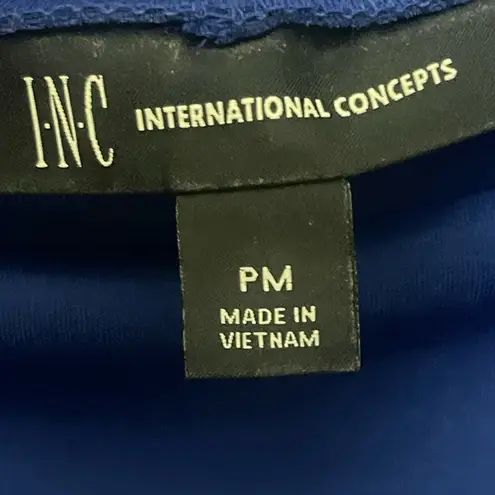 I·N·C INTERNATIONAL CONCEPTS
PM
MADE IN
VIETNAM